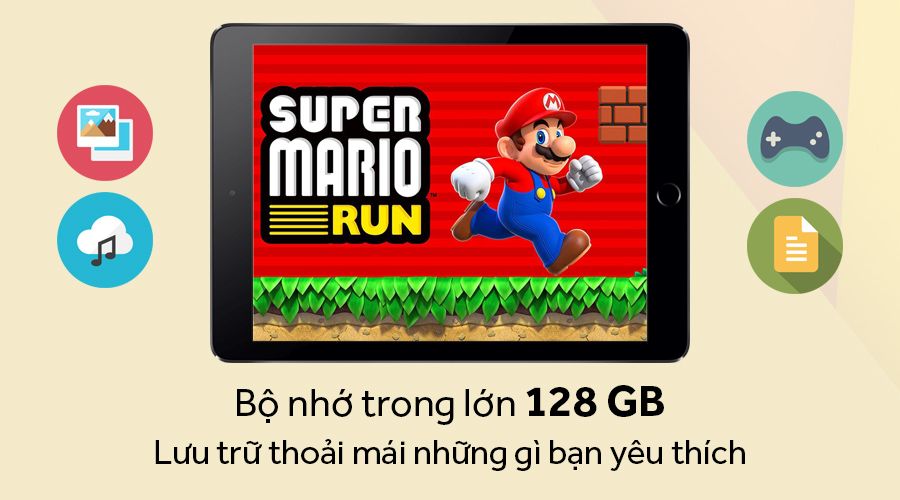 SUPER
MARIO
RUN
Bộ nhớ trong lớn 128 GB
Lưu trữ thoải mái những gì bạn yêu thích